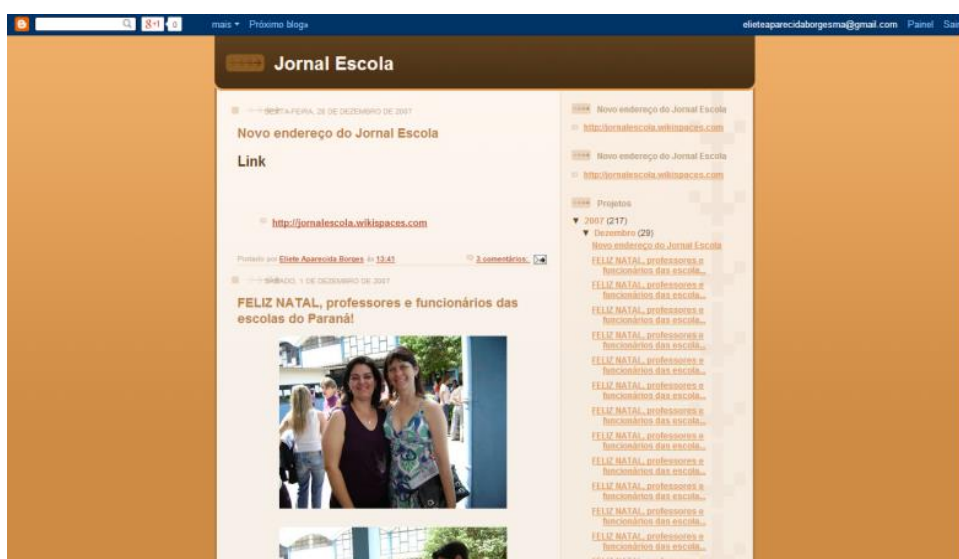 8+1 0
mais Próximo blog»
elieteaparecidaborgesma@gmail.com Painel Sair
Jornal Escola
SEXTA-FEIRA, 28 DE DEZEMBRO DE 2007
Novo endereço do Jornal Escola
Link
http://jornalescola.wikispaces.com
Postado por Eliete Aparecida Borges às 13:41
3 comentários:
SÁBADO, 1 DE DEZEMBRO DE 2007
FELIZ NATAL, professores e funcionários das
escolas do Paraná!
Novo endereço do Jornal Escola
http://jornalescola.wikispaces.com
Novo endereço do Jornal Escola
http://jornalescola.wikispaces.com
Projetos
▼ 2007 (217)
▼ Dezembro (29)
Novo endereço do Jornal Escola
FELIZ NATAL, professores e
funcionários das escola...
FELIZ NATAL, professores e
funcionários das escola...
FELIZ NATAL, professores e
funcionários das escola...
FELIZ NATAL, professores e
funcionários das escola...
FELIZ NATAL, professores e
funcionários das escola...
FELIZ NATAL, professores e
funcionários das escola...
FELIZ NATAL, professores e
funcionários das escola...
FELIZ NATAL, professores e
funcionários das escola...
FELIZ NATAL, professores e
funcionários das escola...
FELIZ NATAL, professores e
funcionários das escola...
FELIZ NATAL, professores e
funcionários das escola...
FELIZ NATAL, professores e
funcionários das escola...